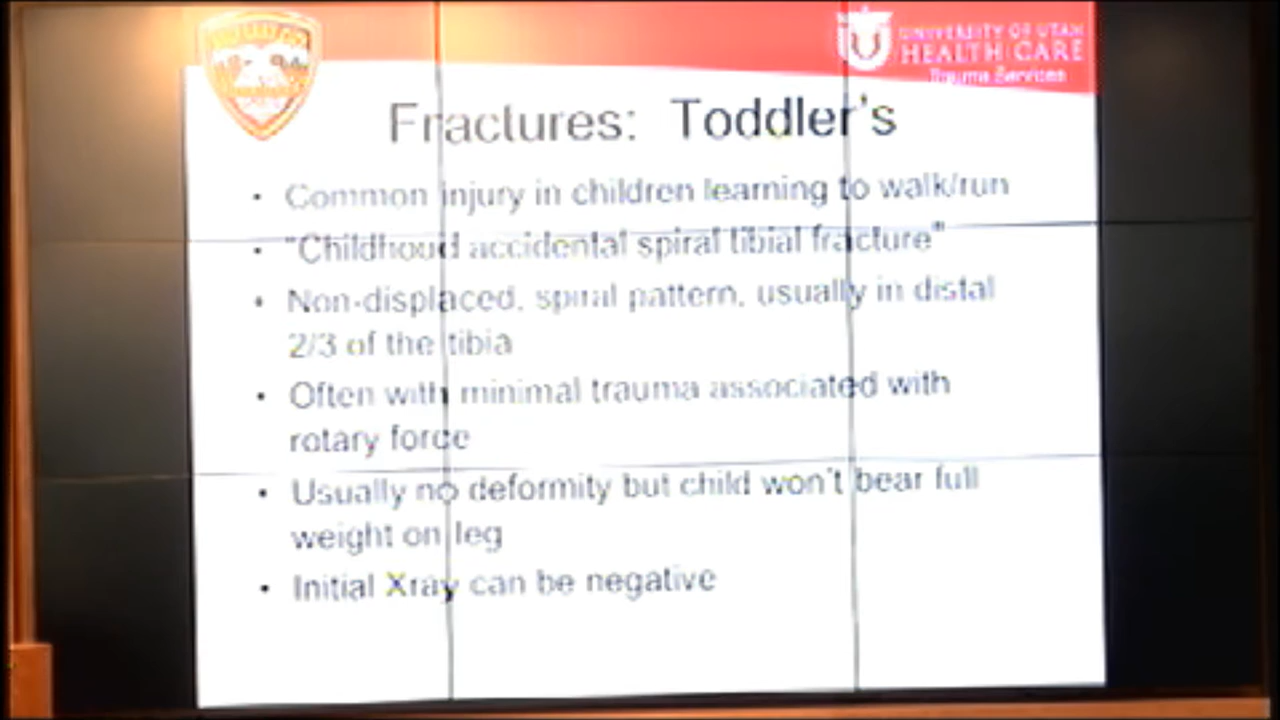 UNIVERSITY OF UTAH
HEALTH CARE
Trauma Services
Fractures: Toddler's
• Common injury in children learning to walk/run
• "Childhood accidental spiral tibial fracture"
• Non-displaced, spiral pattern, usually in distal
2/3 of the tibia
• Often with minimal trauma associated with
rotary force
• Usually no deformity but child won't bear full
weight on leg
• Initial Xray can be negative